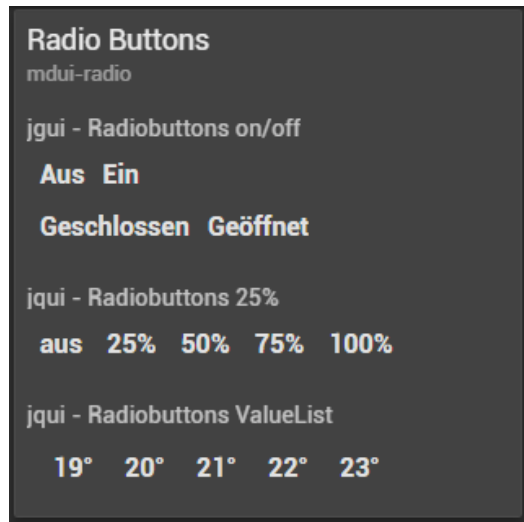 Radio Buttons
mdui-radio
jgui - Radiobuttons on/off
Aus Ein
Geschlossen Geöffnet
jqui - Radiobuttons 25%
aus 25% 50% 75% 100%
jqui - Radiobuttons ValueList
19° 20° 21° 22° 23°